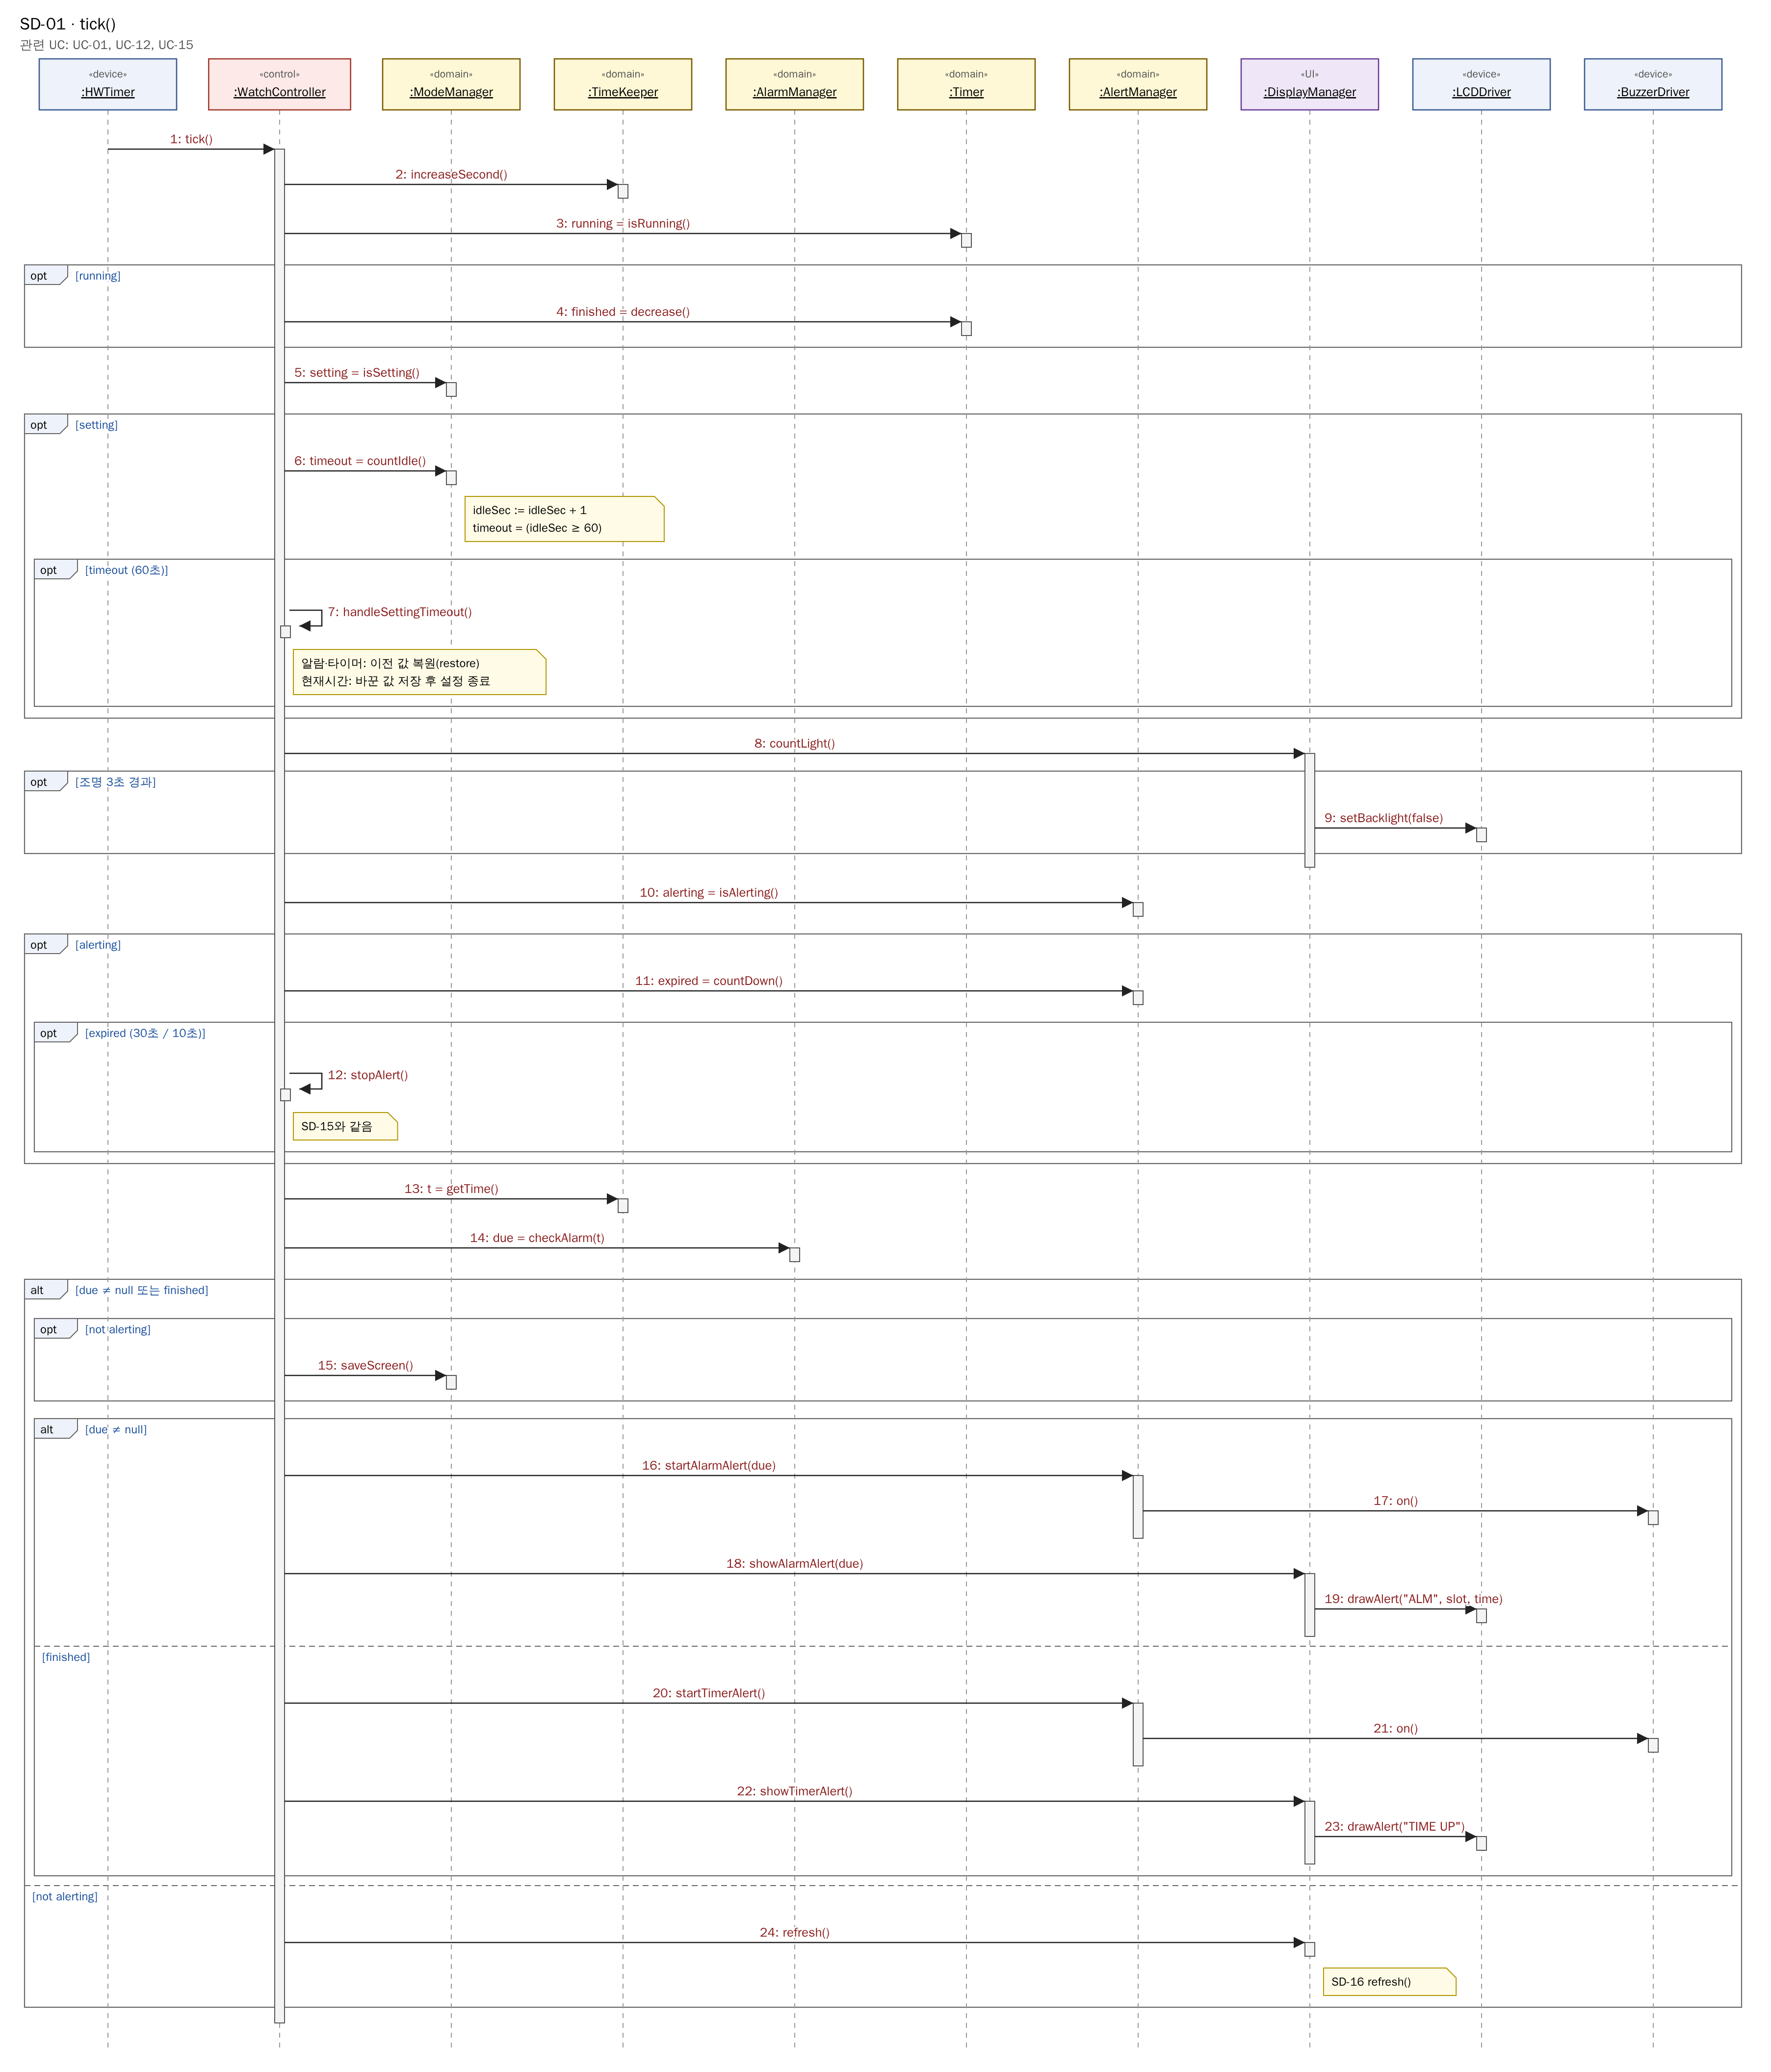 SD-01 · tick()
관련 UC: UC-01, UC-12, UC-15
«device»
:HWTimer
«control»
:WatchController
«domain»
:ModeManager
«domain»
:TimeKeeper
«domain»
:AlarmManager
«domain»
:Timer
«domain»
:AlertManager
«UI»
:DisplayManager
«device»
:LCDDriver
«device»
:BuzzerDriver
1: tick()
2: increaseSecond()
3: running = isRunning()
opt [running]
4: finished = decrease()
5: setting = isSetting()
opt [setting]
6: timeout = countIdle()
idleSec := idleSec + 1
timeout = (idleSec ≥ 60)
opt [timeout (60초)]
7: handleSettingTimeout()
알람·타이머: 이전 값 복원(restore)
현재시간: 바꾼 값 저장 후 설정 종료
8: countLight()
opt [조명 3초 경과]
9: setBacklight(false)
10: alerting = isAlerting()
opt [alerting]
11: expired = countDown()
opt [expired (30초 / 10초)]
12: stopAlert()
SD-15와 같음
13: t = getTime()
14: due = checkAlarm(t)
alt [due ≠ null 또는 finished]
opt [not alerting]
15: saveScreen()
alt [due ≠ null]
16: startAlarmAlert(due)
17: on()
18: showAlarmAlert(due)
19: drawAlert("ALM", slot, time)
[finished]
20: startTimerAlert()
21: on()
22: showTimerAlert()
23: drawAlert("TIME UP")
[not alerting]
24: refresh()
SD-16 refresh()